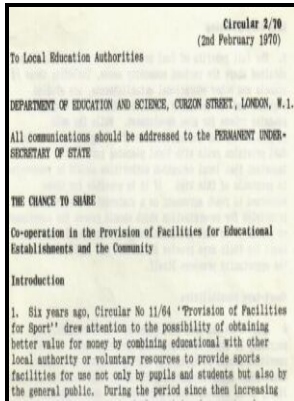 Circular 2/70
(2nd February 1970)
To Local Education Authorities
DEPARTMENT OF EDUCATION AND SCIENCE, CURZON STREET, LONDON, W.1.
All communications should be addressed to the PERMANENT UNDER-
SECRETARY OF STATE
THE CHANCE TO SHARE
Co-operation in the Provision of Facilities for Educational
Establishments and the Community
Introduction
1. Six years ago, Circular No 11/64 "Provision of Facilities
for Sport" drew attention to the possibility of obtaining
better value for money by combining educational with other
local authority or voluntary resources to provide sports
facilities for use not only by pupils and students but also by
the general public. During the period since then increasing